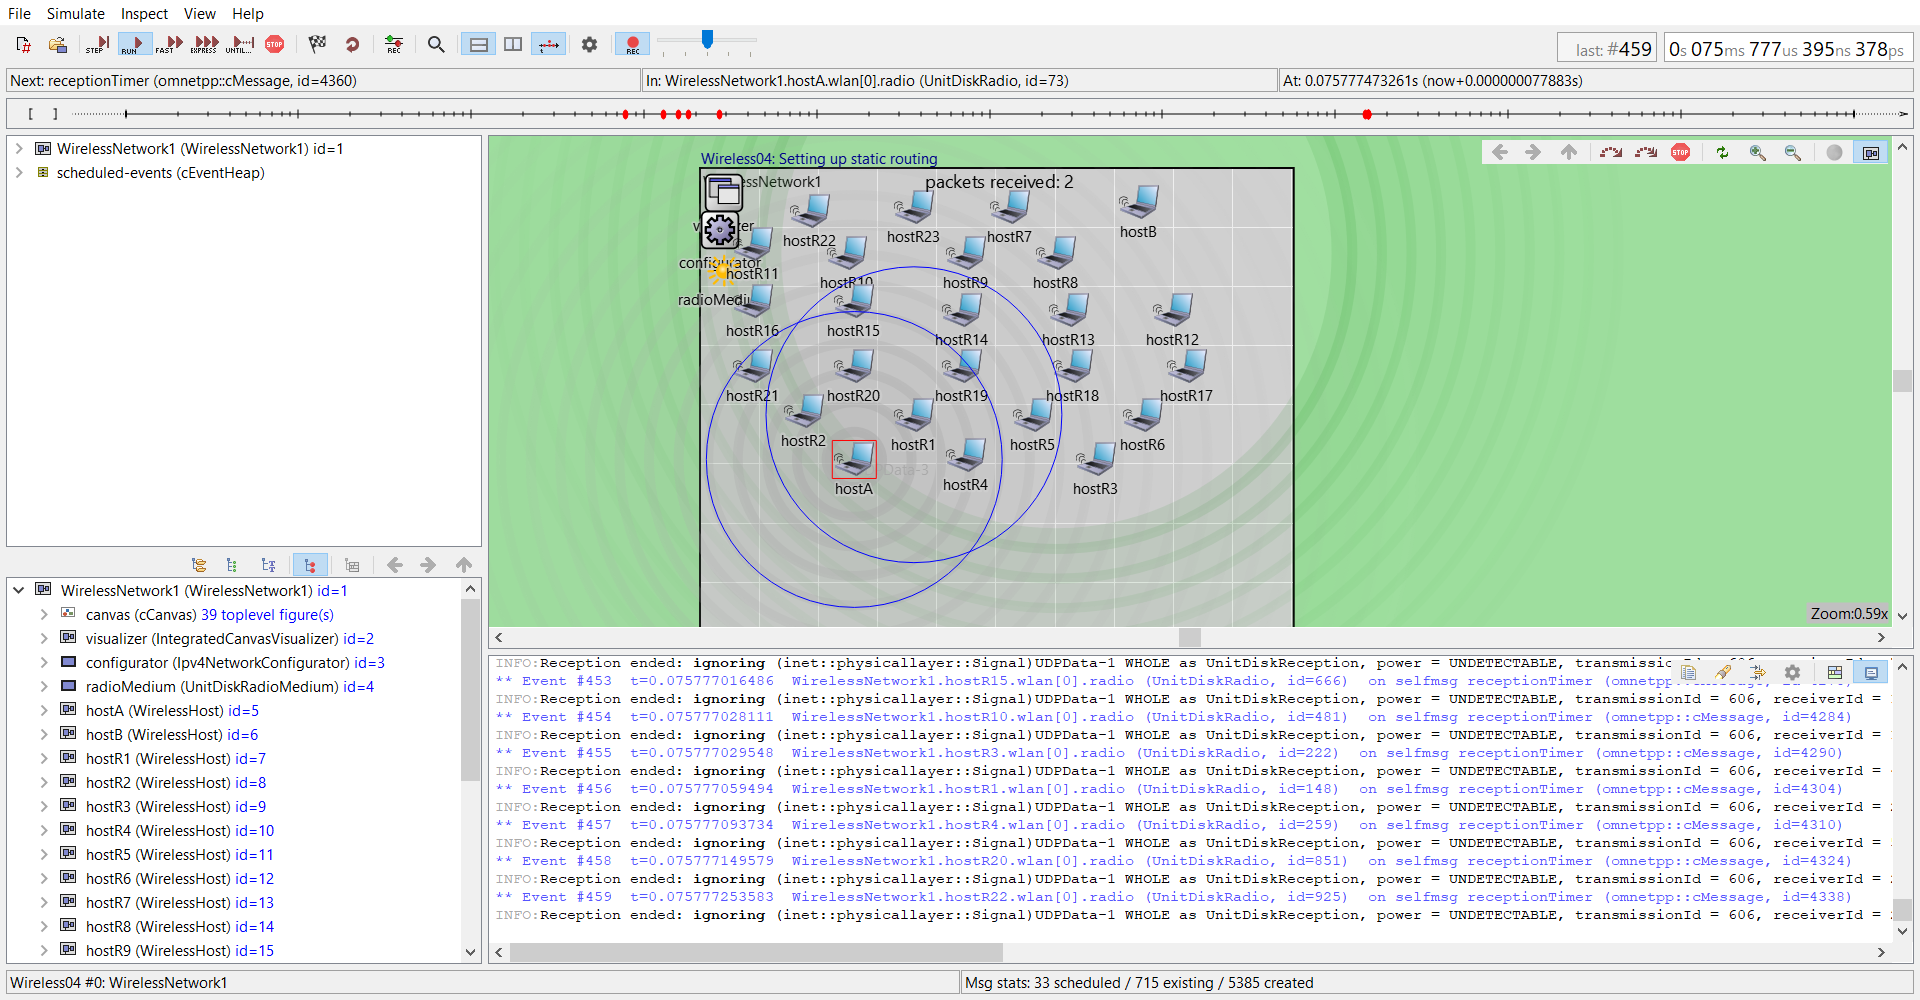 File Simulate Inspect View Help
STEP RUN FAST EXPRESS UNTIL... STOP REC REC last: #459 0s 075ms 777us 395ns 378ps
Next: receptionTimer (omnetpp::cMessage, id=4360) In: WirelessNetwork1.hostA.wlan[0].radio (UnitDiskRadio, id=73) At: 0.075777473261s (now+0.000000077883s)
[ ]
WirelessNetwork1 (WirelessNetwork1) id=1
scheduled-events (cEventHeap)
WirelessNetwork1 (WirelessNetwork1) id=1
canvas (cCanvas) 39 toplevel figure(s)
visualizer (IntegratedCanvasVisualizer) id=2
configurator (Ipv4NetworkConfigurator) id=3
radioMedium (UnitDiskRadioMedium) id=4
hostA (WirelessHost) id=5
hostB (WirelessHost) id=6
hostR1 (WirelessHost) id=7
hostR2 (WirelessHost) id=8
hostR3 (WirelessHost) id=9
hostR4 (WirelessHost) id=10
hostR5 (WirelessHost) id=11
hostR6 (WirelessHost) id=12
hostR7 (WirelessHost) id=13
hostR8 (WirelessHost) id=14
hostR9 (WirelessHost) id=15
Wireless04: Setting up static routing
STOP
packets received: 2
hostR22 hostR23 hostR7 hostB
configurator
hostR11 hostR10 hostR9 hostR8
hostR16 hostR15 hostR14 hostR13 hostR12
hostR21 hostR20 hostR19 hostR18 hostR17
hostR2 hostR1 hostR5 hostR6
Data-3
hostA hostR4 hostR3
Zoom:0.59x
INFO:Reception ended: ignoring (inet::physicallayer::Signal)UDPData-1 WHOLE as UnitDiskReception, power = UNDETECTABLE,
** Event #453 t=0.075777016486 WirelessNetwork1.hostR15.wlan[0].radio (UnitDiskRadio, id=666) on selfmsg receptionTimer
INFO:Reception ended: ignoring (inet::physicallayer::Signal)UDPData-1 WHOLE as UnitDiskReception, power = UNDETECTABLE, transmissionId = 606, receiverId =
** Event #454 t=0.075777028111 WirelessNetwork1.hostR10.wlan[0].radio (UnitDiskRadio, id=481) on selfmsg receptionTimer (omnetpp::cMessage, id=4284)
INFO:Reception ended: ignoring (inet::physicallayer::Signal)UDPData-1 WHOLE as UnitDiskReception, power = UNDETECTABLE, transmissionId = 606, receiverId =
** Event #455 t=0.075777029548 WirelessNetwork1.hostR3.wlan[0].radio (UnitDiskRadio, id=222) on selfmsg receptionTimer (omnetpp::cMessage, id=4290)
INFO:Reception ended: ignoring (inet::physicallayer::Signal)UDPData-1 WHOLE as UnitDiskReception, power = UNDETECTABLE, transmissionId = 606, receiverId =
** Event #456 t=0.075777059494 WirelessNetwork1.hostR1.wlan[0].radio (UnitDiskRadio, id=148) on selfmsg receptionTimer (omnetpp::cMessage, id=4304)
INFO:Reception ended: ignoring (inet::physicallayer::Signal)UDPData-1 WHOLE as UnitDiskReception, power = UNDETECTABLE, transmissionId = 606, receiverId =
** Event #457 t=0.075777093734 WirelessNetwork1.hostR4.wlan[0].radio (UnitDiskRadio, id=259) on selfmsg receptionTimer (omnetpp::cMessage, id=4310)
INFO:Reception ended: ignoring (inet::physicallayer::Signal)UDPData-1 WHOLE as UnitDiskReception, power = UNDETECTABLE, transmissionId = 606, receiverId =
** Event #458 t=0.075777149579 WirelessNetwork1.hostR20.wlan[0].radio (UnitDiskRadio, id=851) on selfmsg receptionTimer (omnetpp::cMessage, id=4324)
INFO:Reception ended: ignoring (inet::physicallayer::Signal)UDPData-1 WHOLE as UnitDiskReception, power = UNDETECTABLE, transmissionId = 606, receiverId =
** Event #459 t=0.075777253583 WirelessNetwork1.hostR22.wlan[0].radio (UnitDiskRadio, id=925) on selfmsg receptionTimer (omnetpp::cMessage, id=4338)
INFO:Reception ended: ignoring (inet::physicallayer::Signal)UDPData-1 WHOLE as UnitDiskReception, power = UNDETECTABLE, transmissionId = 606, receiverId =
Wireless04 #0: WirelessNetwork1 Msg stats: 33 scheduled / 715 existing / 5385 created